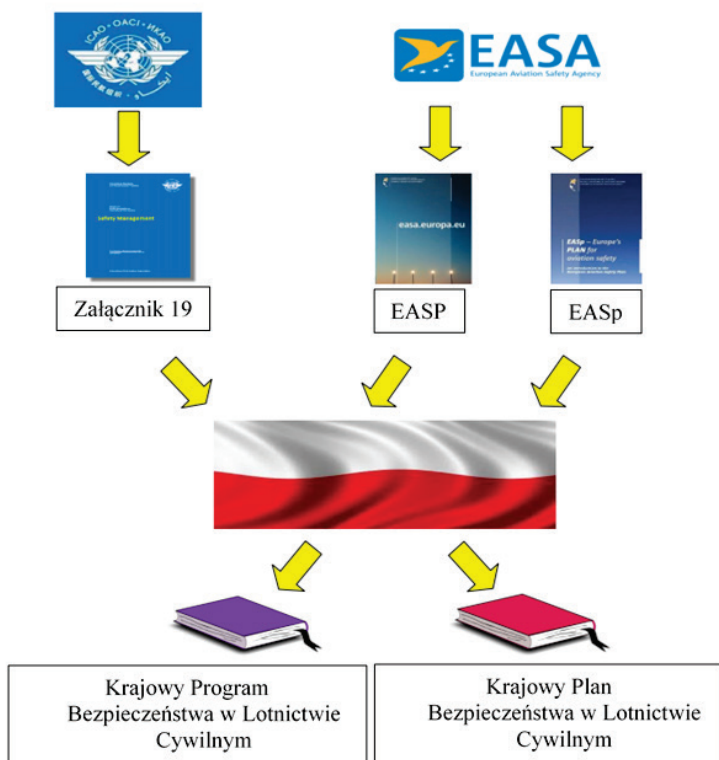 ICAO · OACI · ИКАО
EASA
European Aviation Safety Agency
Safety Management
easa.europa.eu
EASp – Europe's
PLAN for
aviation safety
Załącznik 19
EASP
EASp
Krajowy Program
Bezpieczeństwa w Lotnictwie
Cywilnym
Krajowy Plan
Bezpieczeństwa w Lotnictwie
Cywilnym